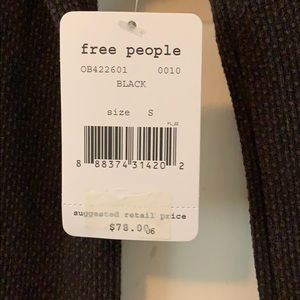 free people
OB422601 0010
BLACK
size S
8 88374 31420 2
suggested retail price
$78.00